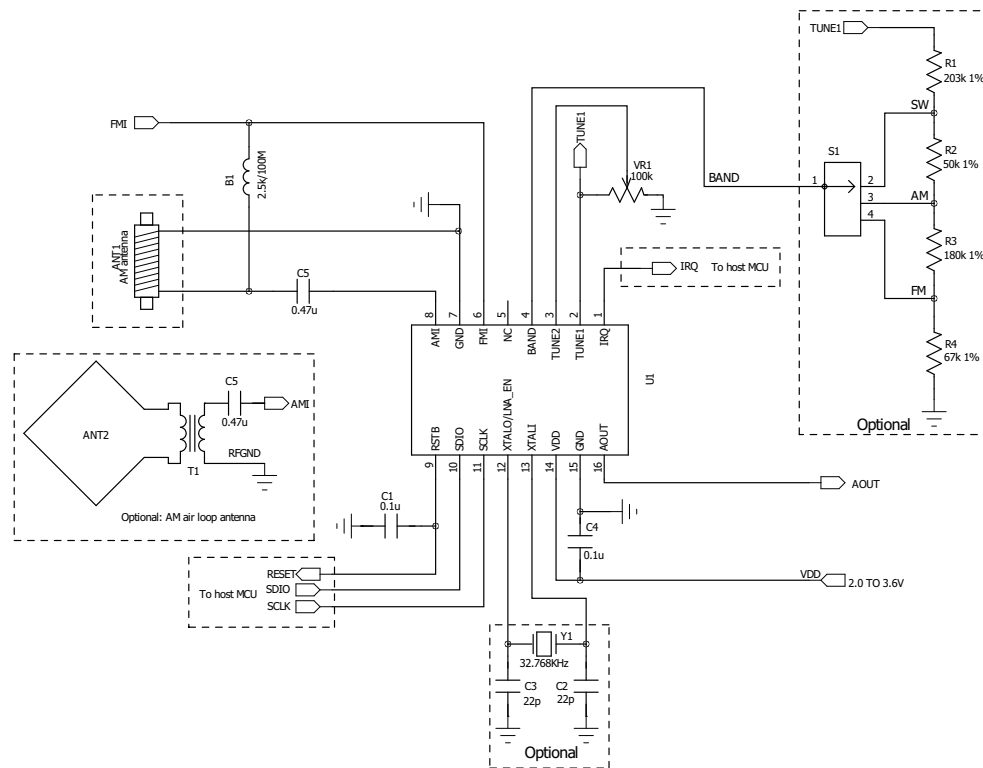 TUNE1
R1
203k 1%
SW
R2
50k 1%
AM
R3
180k 1%
FM
R4
67k 1%
Optional
S1
1
2
3
4
BAND
FMI
B1
2.5k/100M
TUNE1
VR1
100k
IRQ
To host MCU
ANT1
AM antenna
C5
0.47u
8
7
6
5
4
3
2
1
AMI
GND
FMI
NC
BAND
TUNE2
TUNE1
IRQ
U1
RSTB
SDIO
SCLK
XTALO/LNA_EN
XTALI
VDD
GND
AOUT
9
10
11
12
13
14
15
16
ANT2
C5
0.47u
AMI
T1
RFGND
Optional: AM air loop antenna
C1
0.1u
AOUT
C4
0.1u
To host MCU
RESET
SDIO
SCLK
VDD
2.0 TO 3.6V
Y1
32.768KHz
C3
22p
C2
22p
Optional